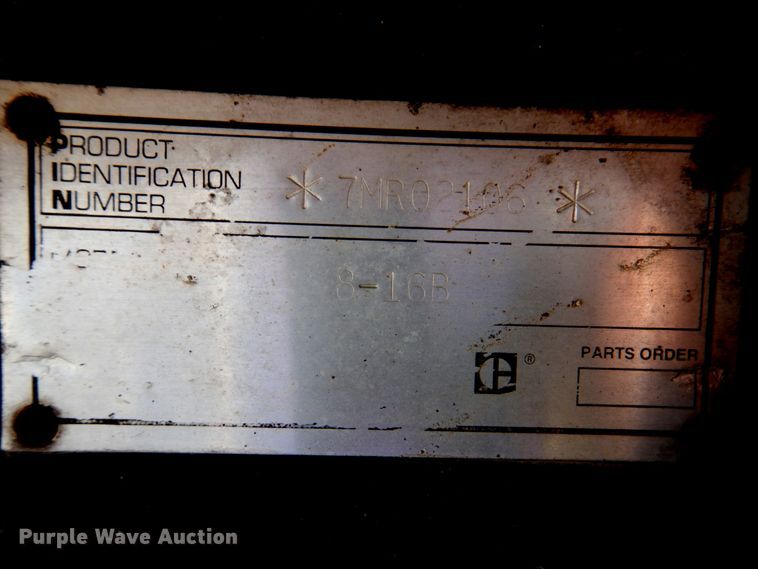 PRODUCT
IDENTIFICATION
NUMBER
* 7MR02106 *
8-16B
®
PARTS ORDER
Purple Wave Auction